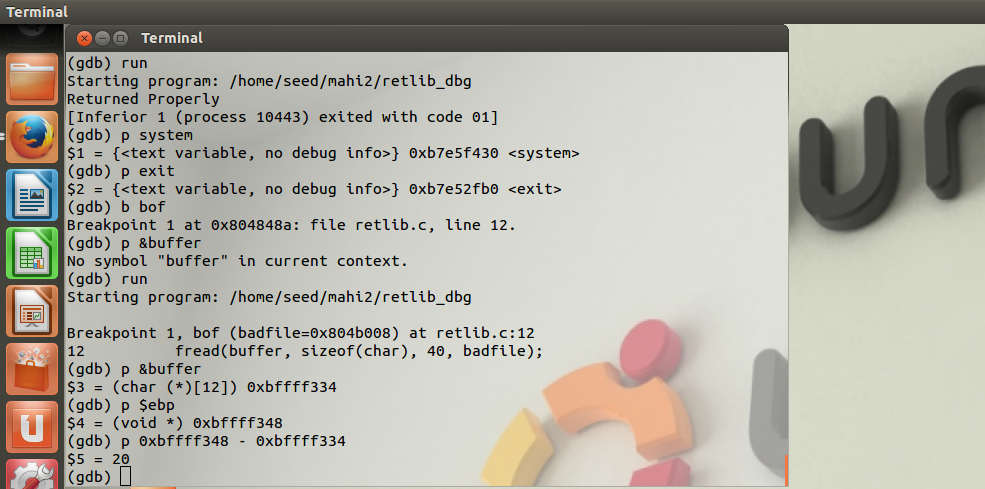 Terminal
Terminal
(gdb) run
Starting program: /home/seed/mahi2/retlib_dbg
Returned Properly
[Inferior 1 (process 10443) exited with code 01]
(gdb) p system
$1 = {<text variable, no debug info>} 0xb7e5f430 <system>
(gdb) p exit
$2 = {<text variable, no debug info>} 0xb7e52fb0 <exit>
(gdb) b bof
Breakpoint 1 at 0x804848a: file retlib.c, line 12.
(gdb) p &buffer
No symbol "buffer" in current context.
(gdb) run
Starting program: /home/seed/mahi2/retlib_dbg

Breakpoint 1, bof (badfile=0x804b008) at retlib.c:12
12          fread(buffer, sizeof(char), 40, badfile);
(gdb) p &buffer
$3 = (char (*)[12]) 0xbffff334
(gdb) p $ebp
$4 = (void *) 0xbffff348
(gdb) p 0xbffff348 - 0xbffff334
$5 = 20
(gdb)